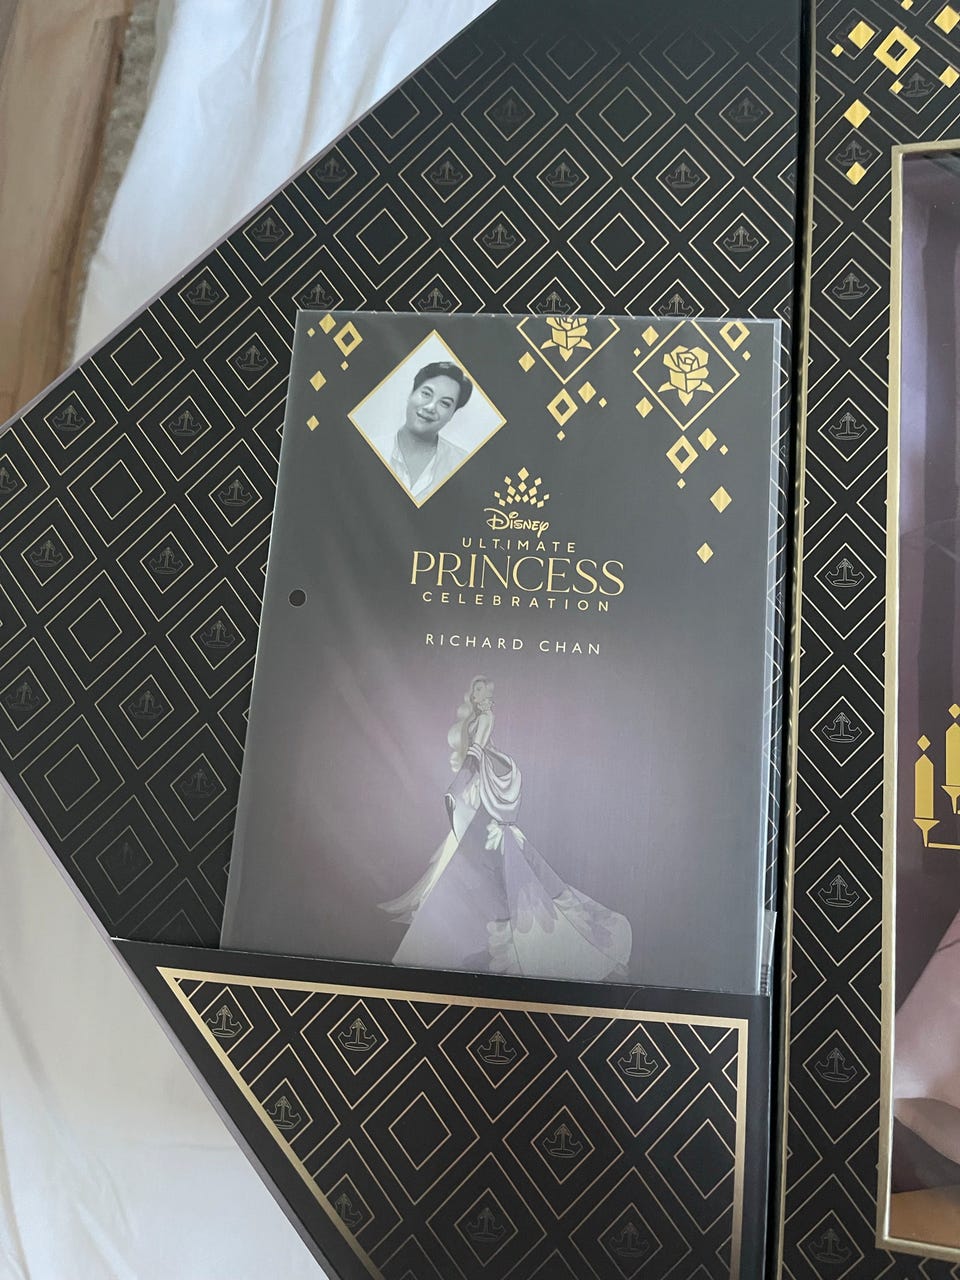 Disney
ULTIMATE
PRINCESS
CELEBRATION
RICHARD CHAN